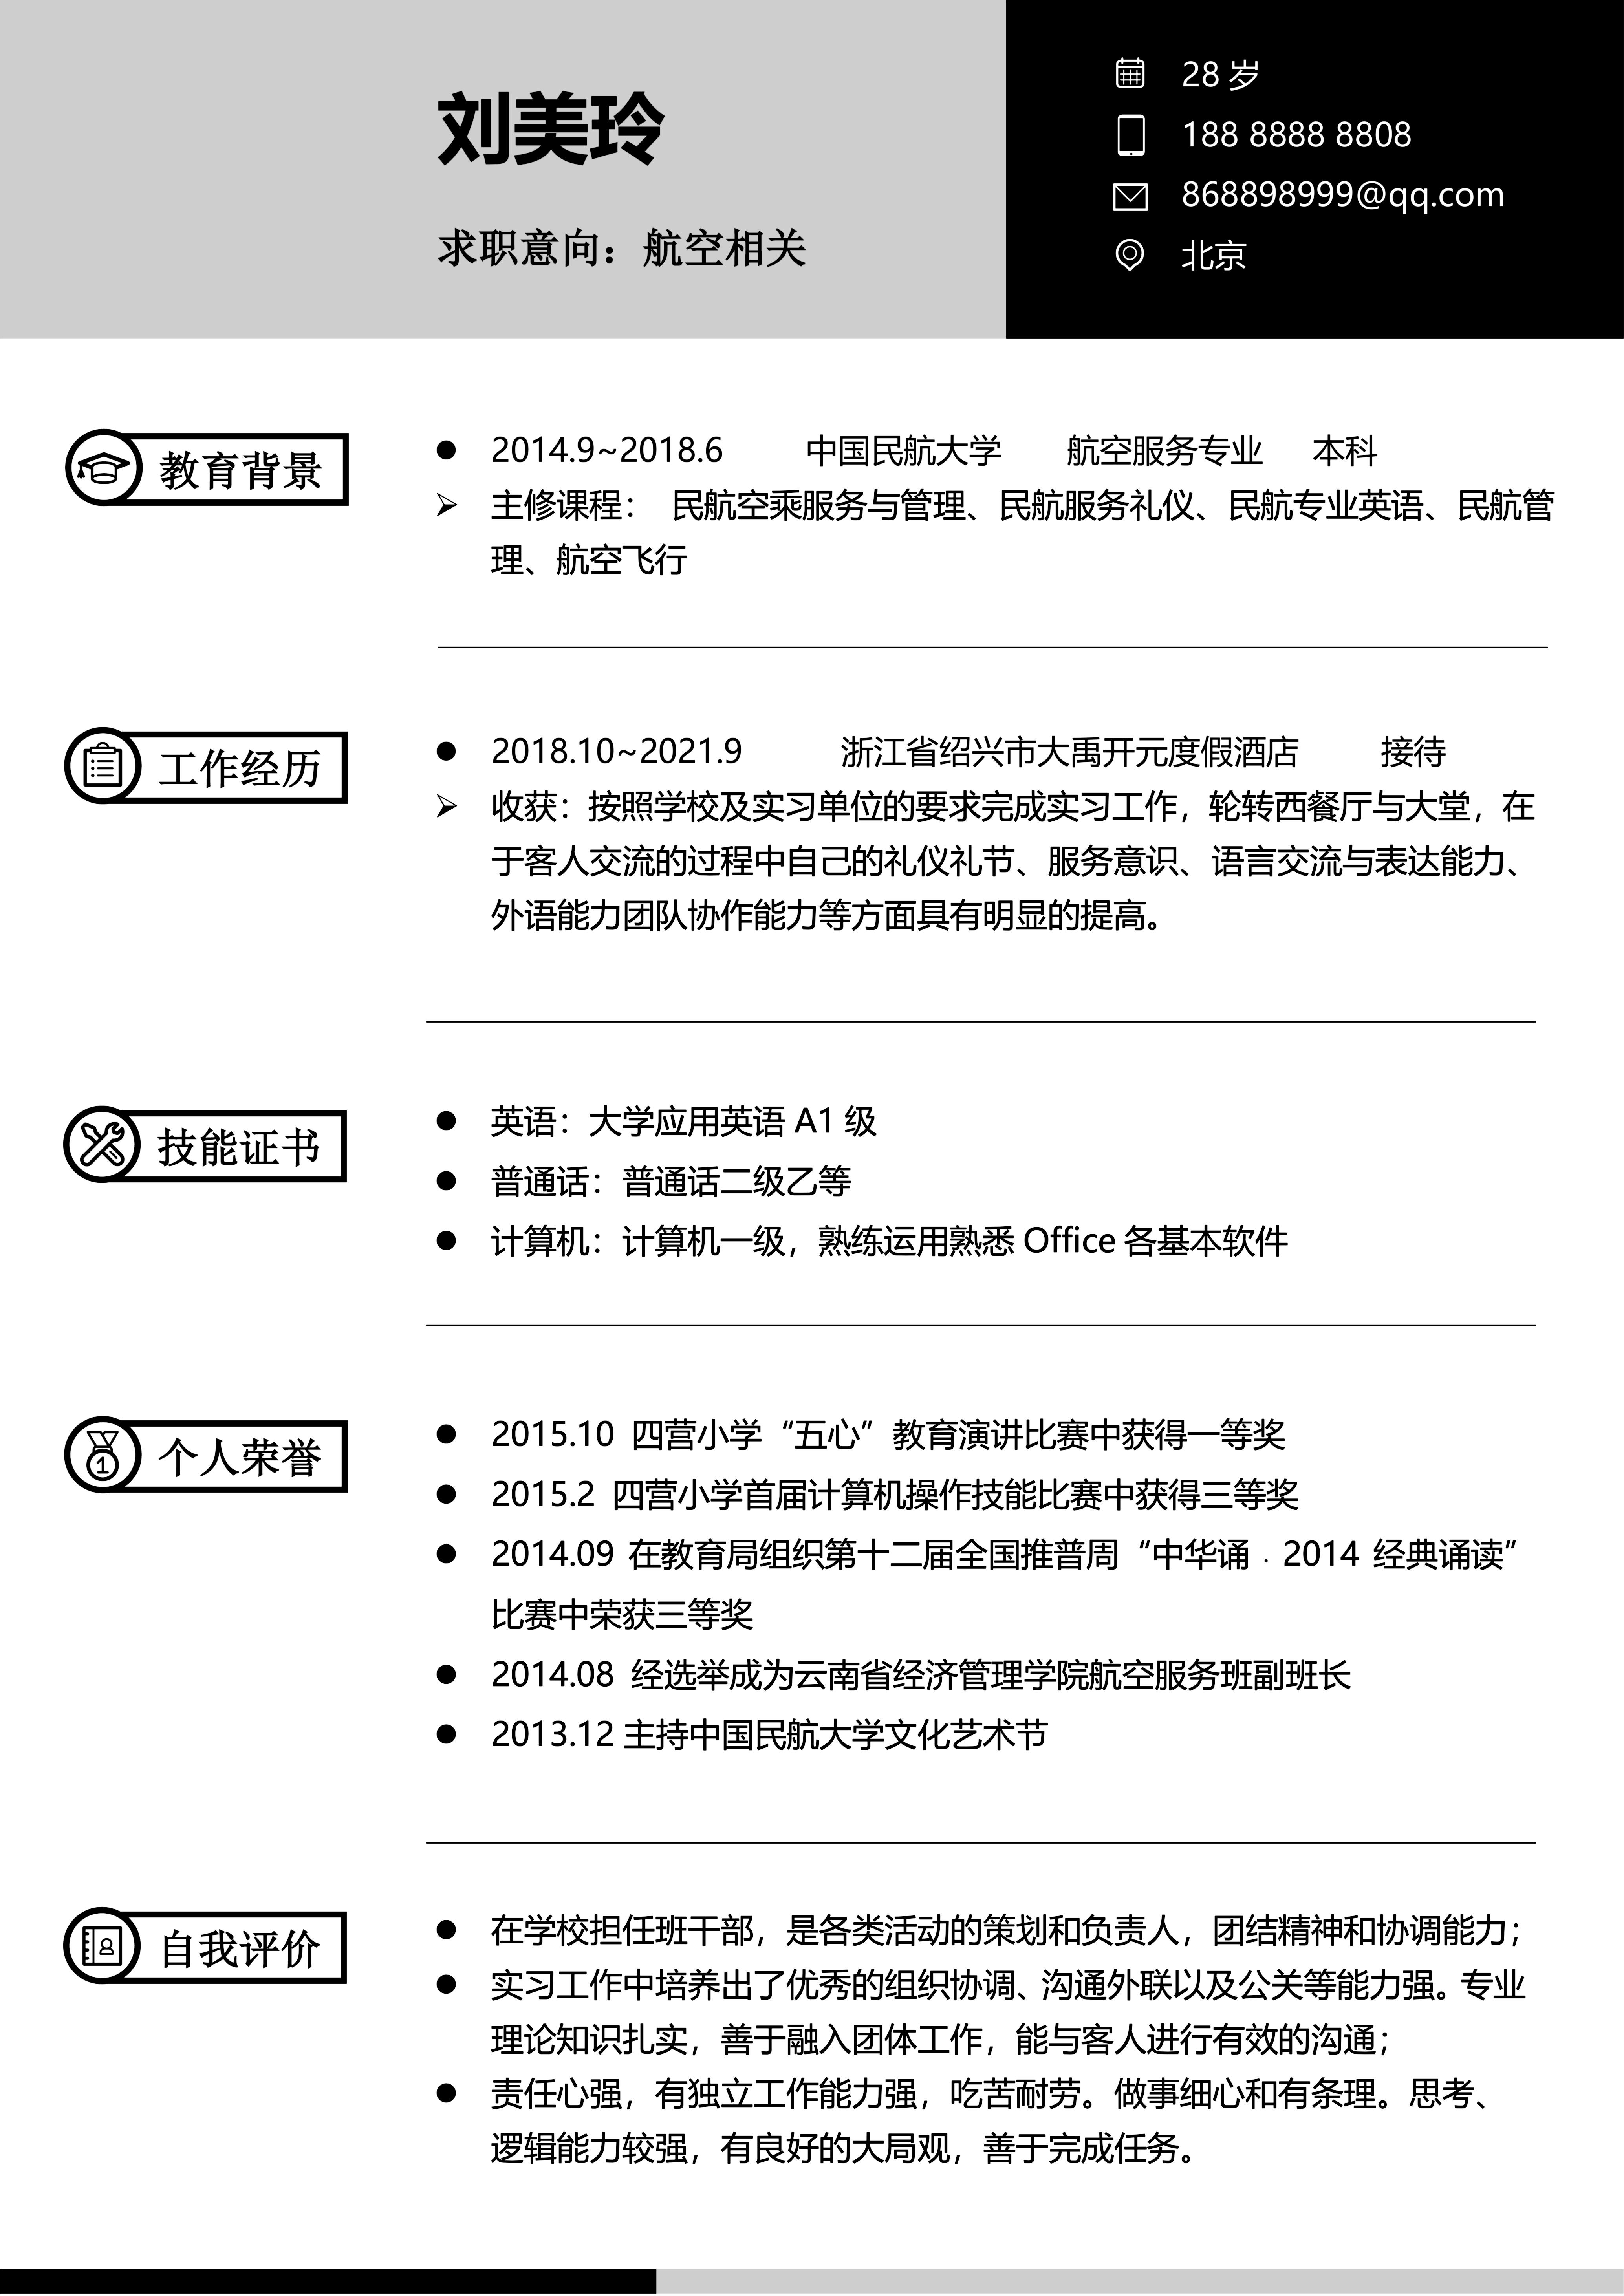 刘美玲
求职意向：航空相关
28 岁
188 8888 8808
868898999@qq.com
北京
教育背景
● 2014.9~2018.6 中国民航大学 航空服务专业 本科
➢ 主修课程： 民航空乘服务与管理、民航服务礼仪、民航专业英语、民航管
理、航空飞行
工作经历
● 2018.10~2021.9 浙江省绍兴市大禹开元度假酒店 接待
➢ 收获：按照学校及实习单位的要求完成实习工作，轮转西餐厅与大堂，在
于客人交流的过程中自己的礼仪礼节、服务意识、语言交流与表达能力、
外语能力团队协作能力等方面具有明显的提高。
技能证书
● 英语：大学应用英语 A1 级
● 普通话：普通话二级乙等
● 计算机：计算机一级，熟练运用熟悉 Office 各基本软件
个人荣誉
1
● 2015.10 四营小学“五心”教育演讲比赛中获得一等奖
● 2015.2 四营小学首届计算机操作技能比赛中获得三等奖
● 2014.09 在教育局组织第十二届全国推普周“中华诵﹒2014 经典诵读”
比赛中荣获三等奖
● 2014.08 经选举成为云南省经济管理学院航空服务班副班长
● 2013.12 主持中国民航大学文化艺术节
自我评价
● 在学校担任班干部，是各类活动的策划和负责人，团结精神和协调能力；
● 实习工作中培养出了优秀的组织协调、沟通外联以及公关等能力强。专业
理论知识扎实，善于融入团体工作，能与客人进行有效的沟通；
● 责任心强，有独立工作能力强，吃苦耐劳。做事细心和有条理。思考、
逻辑能力较强，有良好的大局观，善于完成任务。